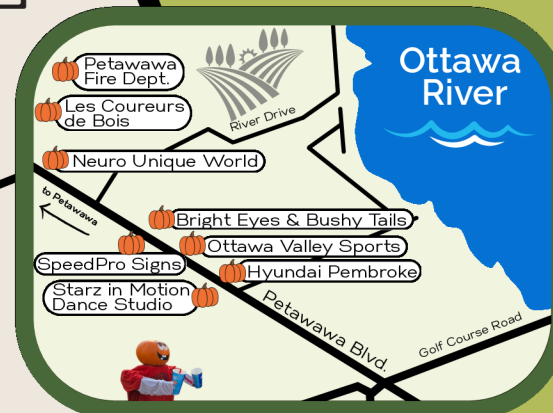 Petawawa
Fire Dept.
Les Coureurs
de Bois
Neuro Unique World
River Drive
Ottawa
River
to Petawawa
Bright Eyes & Bushy Tails
Ottawa Valley Sports
SpeedPro Signs
Hyundai Pembroke
Starz in Motion
Dance Studio
Petawawa Blvd.
Golf Course Road